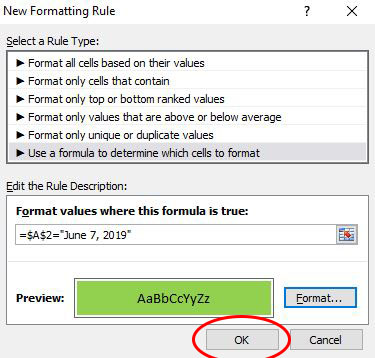 New Formatting Rule
Select a Rule Type:
► Format all cells based on their values
► Format only cells that contain
► Format only top or bottom ranked values
► Format only values that are above or below average
► Format only unique or duplicate values
► Use a formula to determine which cells to format
Edit the Rule Description:
Format values where this formula is true:
=$A$2="June 7, 2019"
Preview: AaBbCcYyZz Format...
OK Cancel